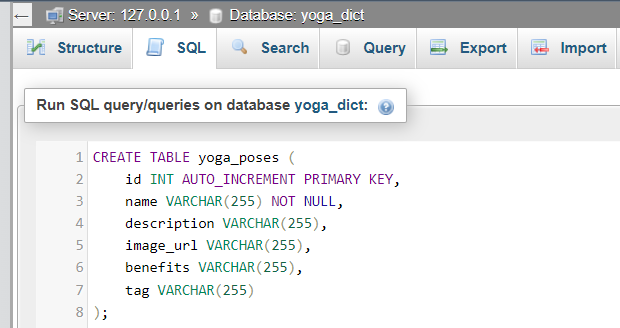 ← Server: 127.0.0.1 » Database: yoga_dict
Structure SQL Search Query Export Import
Run SQL query/queries on database yoga_dict:
1 CREATE TABLE yoga_poses (
2 id INT AUTO_INCREMENT PRIMARY KEY,
3 name VARCHAR(255) NOT NULL,
4 description VARCHAR(255),
5 image_url VARCHAR(255),
6 benefits VARCHAR(255),
7 tag VARCHAR(255)
8 );